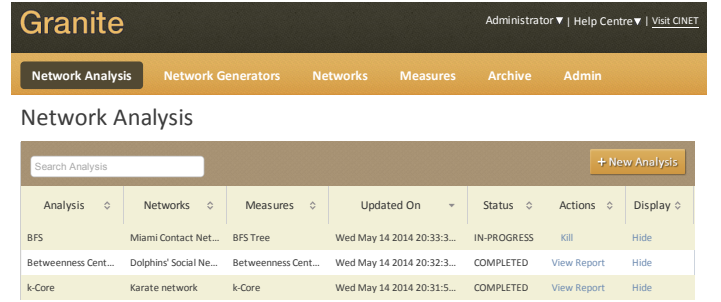 Granite
Administrator ▼ | Help Centre ▼ | Visit CINET
Network Analysis Network Generators Networks Measures Archive Admin
Network Analysis
Search Analysis + New Analysis
Analysis Networks Measures Updated On Status Actions Display
BFS Miami Contact Net... BFS Tree Wed May 14 2014 20:33:3... IN-PROGRESS Kill Hide
Betweenness Cent... Dolphins' Social Ne... Betweenness Cent... Wed May 14 2014 20:32:3... COMPLETED View Report Hide
k-Core Karate network k-Core Wed May 14 2014 20:31:5... COMPLETED View Report Hide